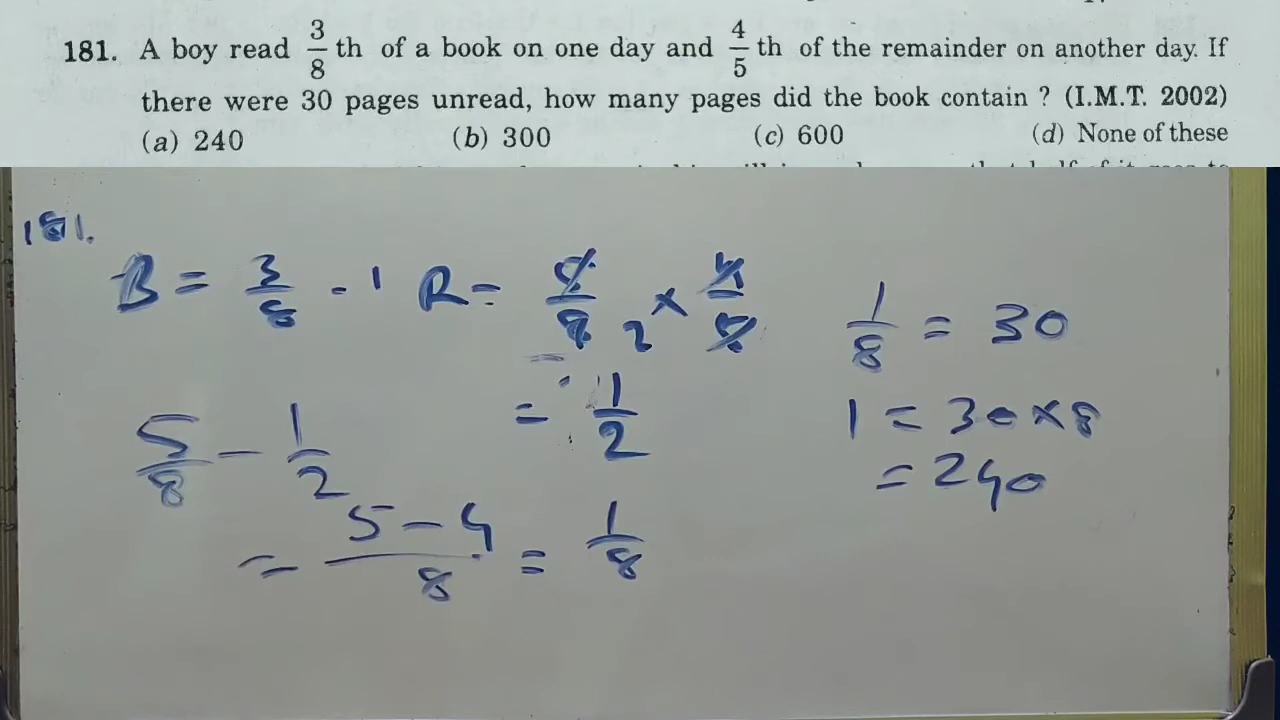 181. A boy read 3/8 th of a book on one day and 4/5 th of the remainder on another day. If
there were 30 pages unread, how many pages did the book contain ? (I.M.T. 2002)
(a) 240 (b) 300 (c) 600 (d) None of these
181.
B = 3/8 - 1 R = 5/8 2 × 4/5
= 1/2
5/8 - 1/2
= 5 - 4 / 8 = 1/8
1/8 = 30
1 = 30 × 8
= 240